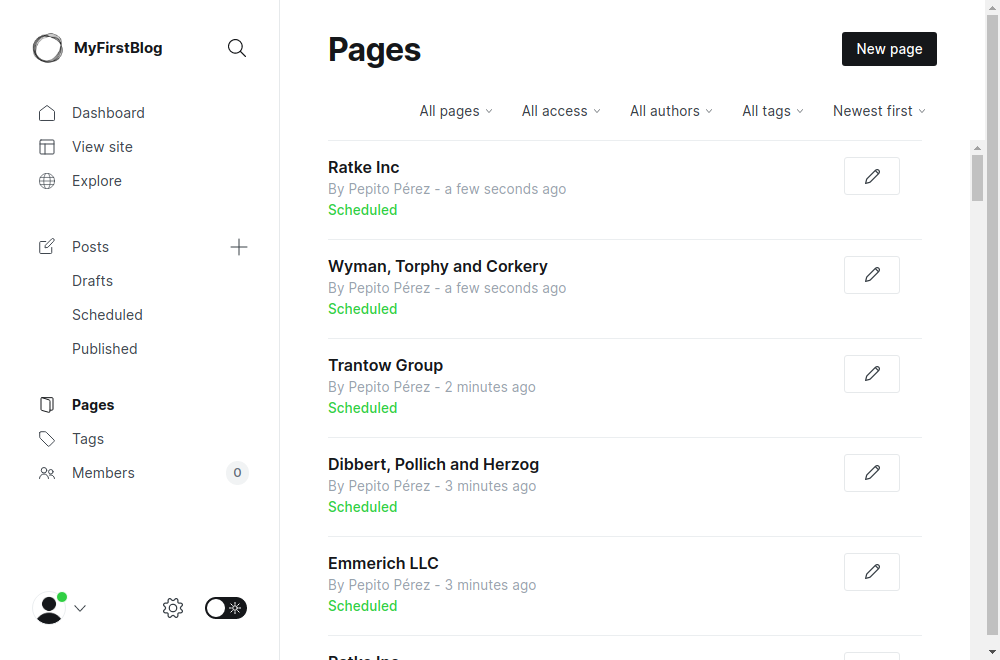 MyFirstBlog
Dashboard
View site
Explore
Posts
Drafts
Scheduled
Published
Pages
Tags
Members 0
Pages
New page
All pages All access All authors All tags Newest first
Ratke Inc
By Pepito Pérez - a few seconds ago
Scheduled
Wyman, Torphy and Corkery
By Pepito Pérez - a few seconds ago
Scheduled
Trantow Group
By Pepito Pérez - 2 minutes ago
Scheduled
Dibbert, Pollich and Herzog
By Pepito Pérez - 3 minutes ago
Scheduled
Emmerich LLC
By Pepito Pérez - 3 minutes ago
Scheduled